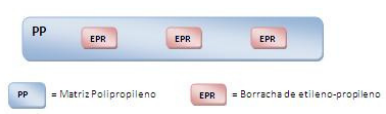 PP
EPR EPR EPR
PP = Matriz Polipropileno EPR = Borracha de etileno-propileno